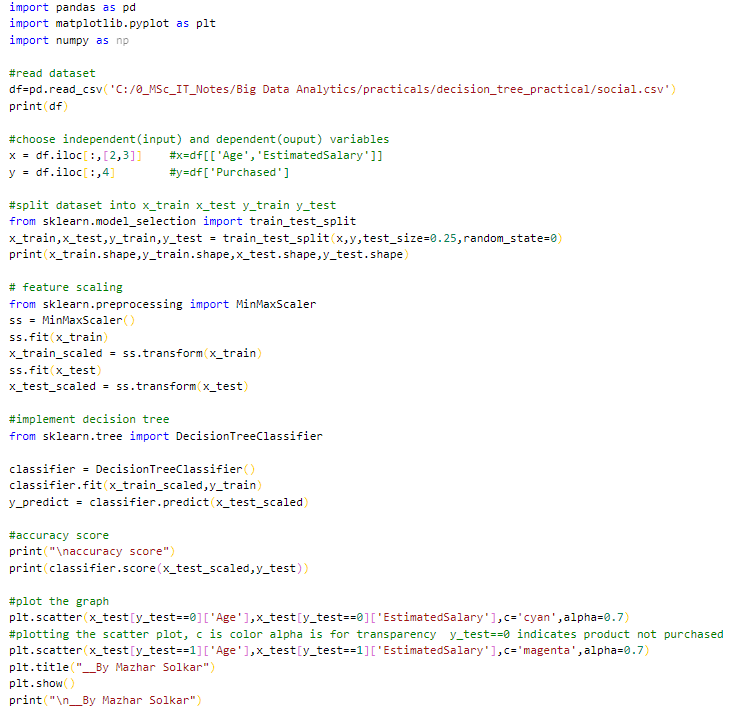 import pandas as pd
import matplotlib.pyplot as plt
import numpy as np
#read dataset
df=pd.read_csv('C:/0_MSc_IT_Notes/Big Data Analytics/practicals/decision_tree_practical/social.csv')
print(df)
#choose independent(input) and dependent(ouput) variables
x = df.iloc[:,[2,3]]    #x=df[['Age','EstimatedSalary']]
y = df.iloc[:,4]        #y=df['Purchased']
#split dataset into x_train x_test y_train y_test
from sklearn.model_selection import train_test_split
x_train,x_test,y_train,y_test = train_test_split(x,y,test_size=0.25,random_state=0)
print(x_train.shape,y_train.shape,x_test.shape,y_test.shape)
# feature scaling
from sklearn.preprocessing import MinMaxScaler
ss = MinMaxScaler()
ss.fit(x_train)
x_train_scaled = ss.transform(x_train)
ss.fit(x_test)
x_test_scaled = ss.transform(x_test)
#implement decision tree
from sklearn.tree import DecisionTreeClassifier
classifier = DecisionTreeClassifier()
classifier.fit(x_train_scaled,y_train)
y_predict = classifier.predict(x_test_scaled)
#accuracy score
print("\naccuracy score")
print(classifier.score(x_test_scaled,y_test))
#plot the graph
plt.scatter(x_test[y_test==0]['Age'],x_test[y_test==0]['EstimatedSalary'],c='cyan',alpha=0.7)
#plotting the scatter plot, c is color alpha is for transparency  y_test==0 indicates product not purchased
plt.scatter(x_test[y_test==1]['Age'],x_test[y_test==1]['EstimatedSalary'],c='magenta',alpha=0.7)
plt.title("__By Mazhar Solkar")
plt.show()
print("\n__By Mazhar Solkar")